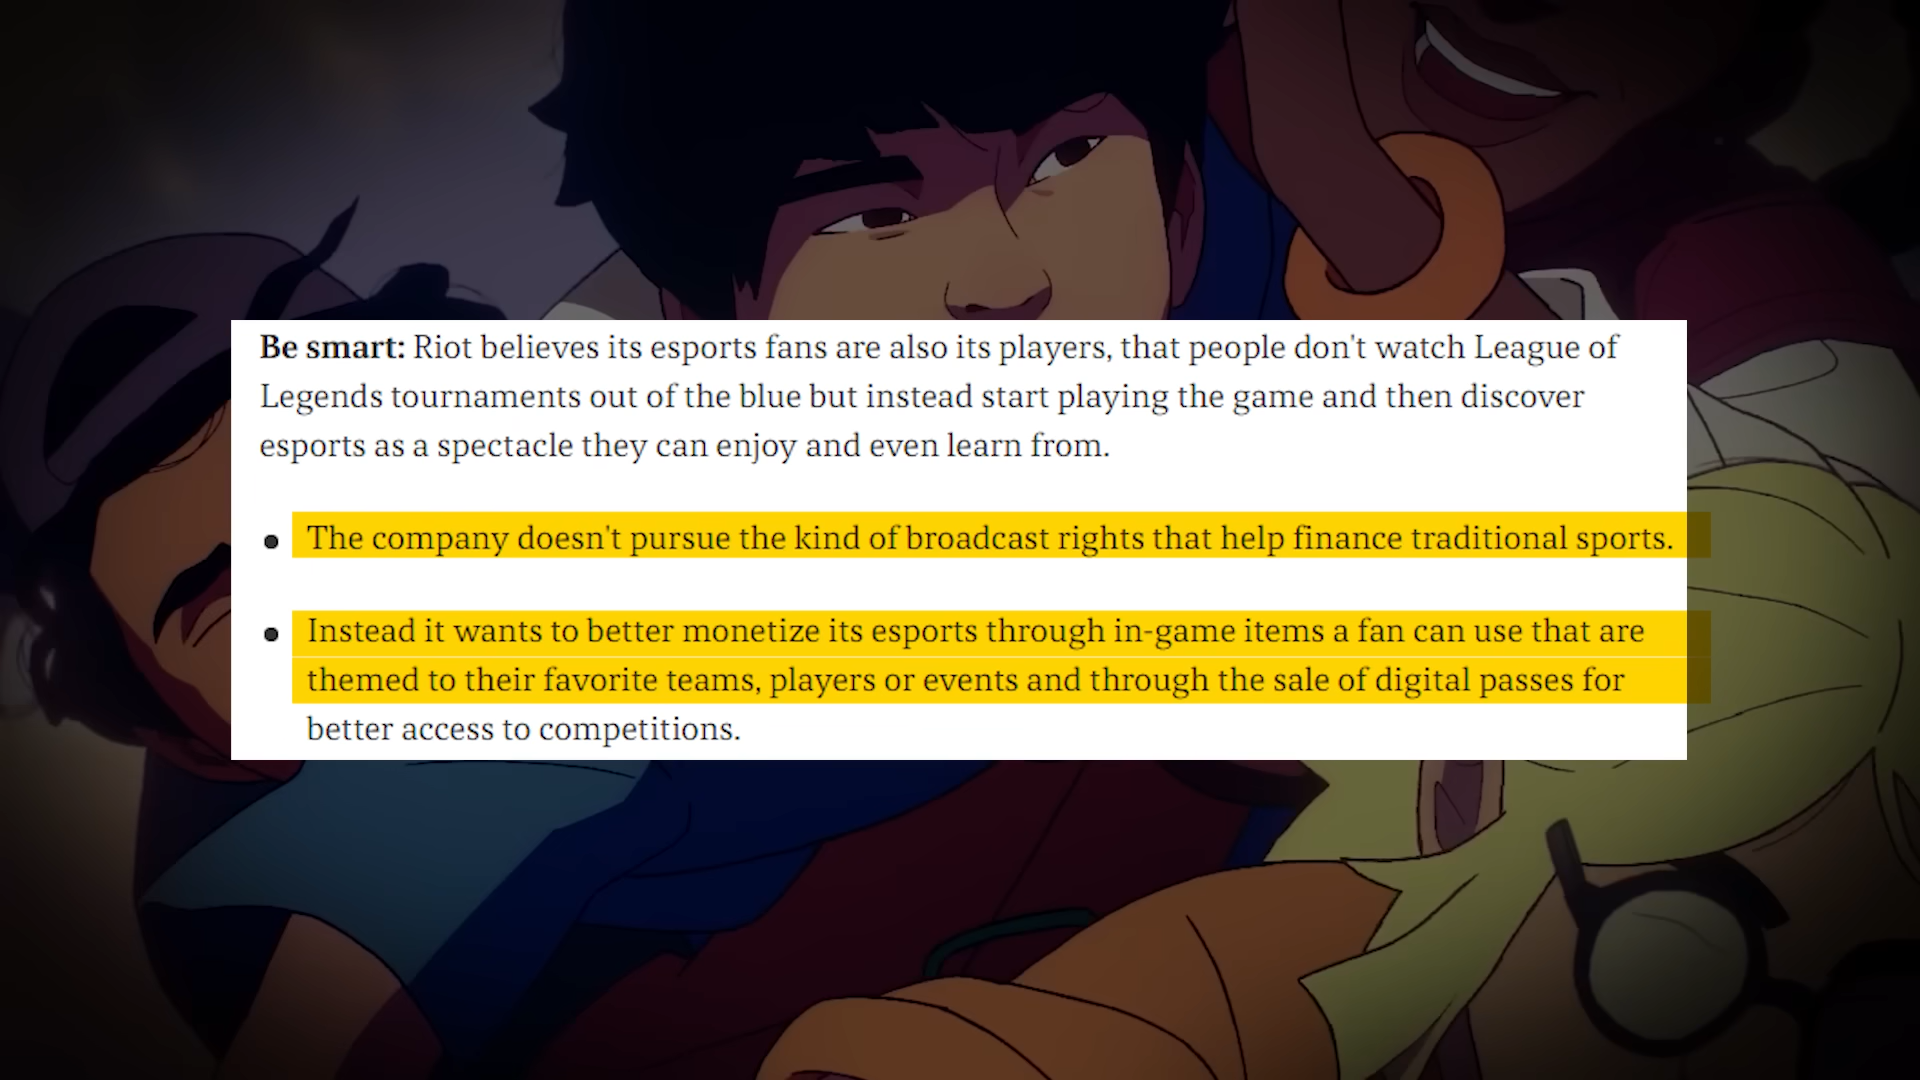 Be smart: Riot believes its esports fans are also its players, that people don't watch League of
Legends tournaments out of the blue but instead start playing the game and then discover
esports as a spectacle they can enjoy and even learn from.
• The company doesn't pursue the kind of broadcast rights that help finance traditional sports.
• Instead it wants to better monetize its esports through in-game items a fan can use that are
themed to their favorite teams, players or events and through the sale of digital passes for
better access to competitions.